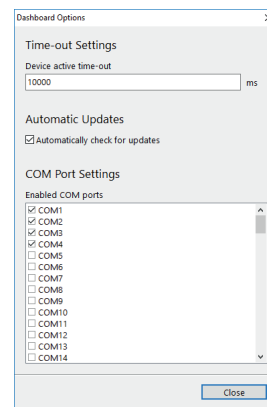 Dashboard Options
Time-out Settings
Device active time-out
10000 ms
Automatic Updates
Automatically check for updates
COM Port Settings
Enabled COM ports
COM1
COM2
COM3
COM4
COM5
COM6
COM7
COM8
COM9
COM10
COM11
COM12
COM13
COM14
Close